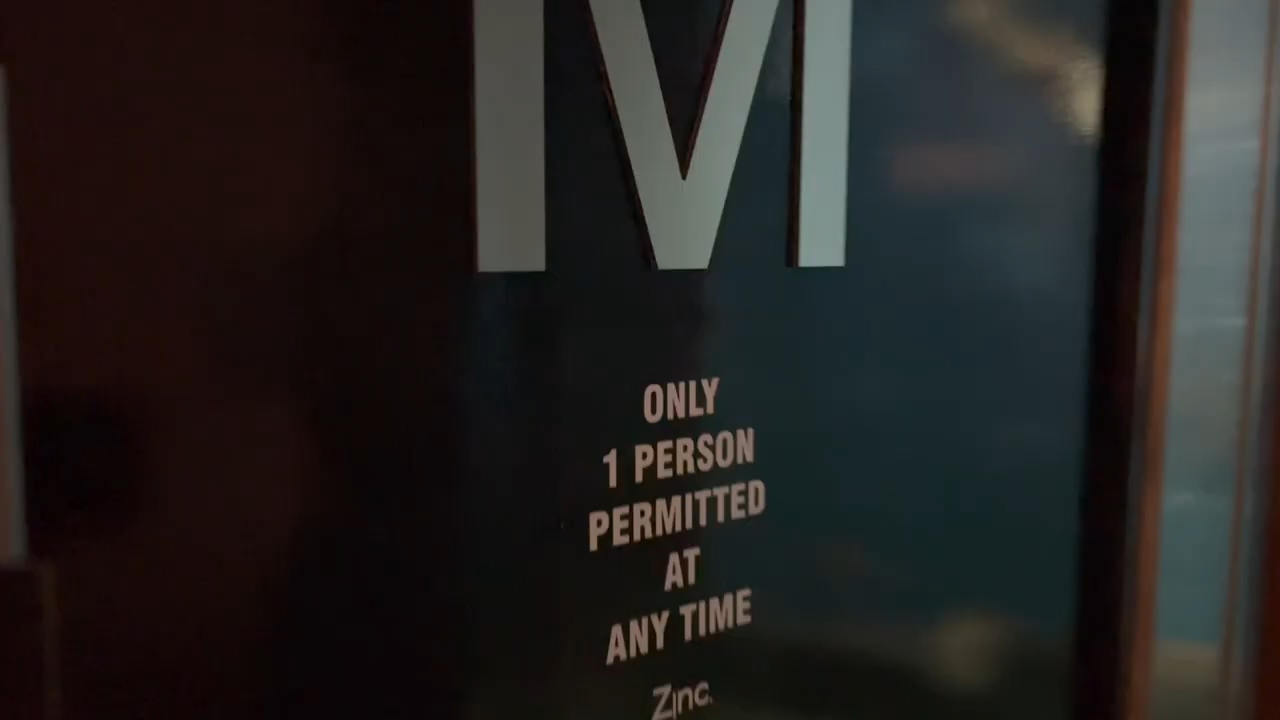 M
ONLY
1 PERSON
PERMITTED
AT
ANY TIME
Zinc.